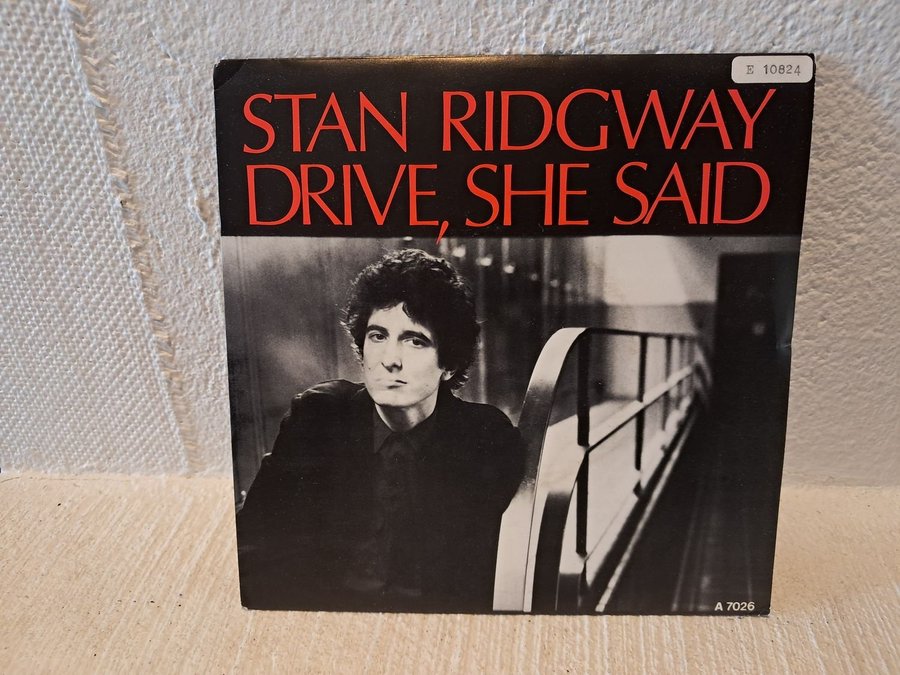 E 10824
STAN RIDGWAY
DRIVE, SHE SAID
A 7026